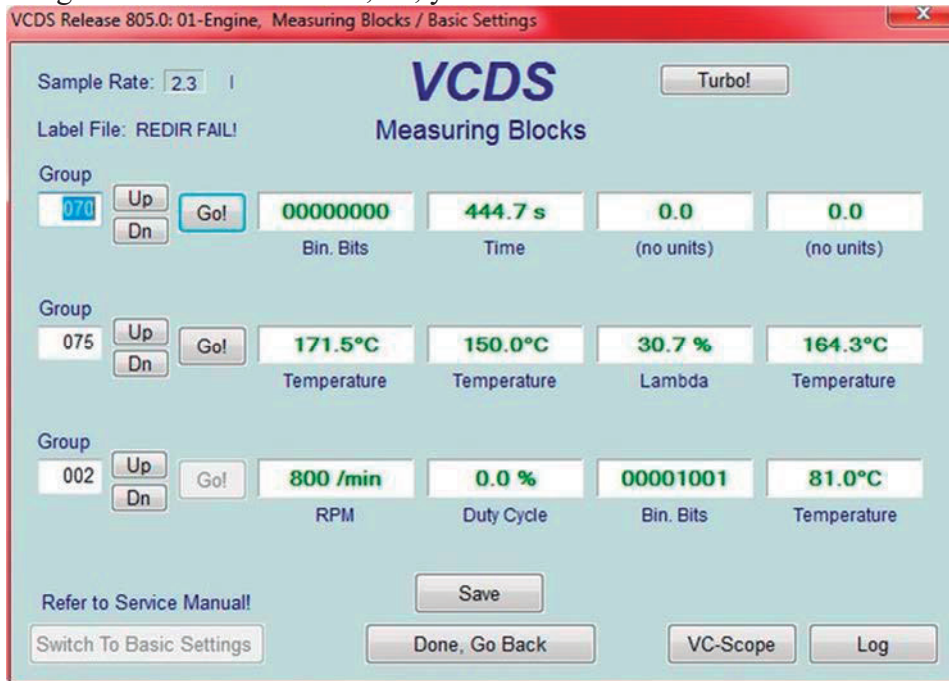 VCDS Release 805.0: 01-Engine, Measuring Blocks / Basic Settings
Sample Rate: 2.3 I
VCDS
Turbo!
Label File: REDIR FAIL!
Measuring Blocks
Group
070 Up Dn Go! 00000000 444.7 s 0.0 0.0
Bin. Bits Time (no units) (no units)
Group
075 Up Dn Go! 171.5°C 150.0°C 30.7 % 164.3°C
Temperature Temperature Lambda Temperature
Group
002 Up Dn Go! 800 /min 0.0 % 00001001 81.0°C
RPM Duty Cycle Bin. Bits Temperature
Refer to Service Manual!
Save
Switch To Basic Settings Done, Go Back VC-Scope Log